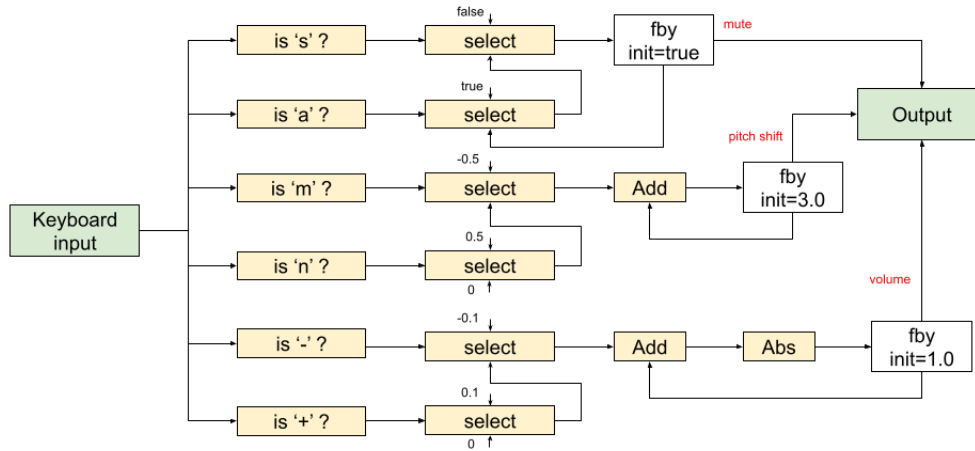 false
is ‘s’ ?
select
fby
init=true
mute
true
is ‘a’ ?
select
Output
pitch shift
-0.5
is ‘m’ ?
select
Add
fby
init=3.0
Keyboard
input
0.5
is ‘n’ ?
select
0
volume
-0.1
is ‘-’ ?
select
Add
Abs
fby
init=1.0
0.1
is ‘+’ ?
select
0